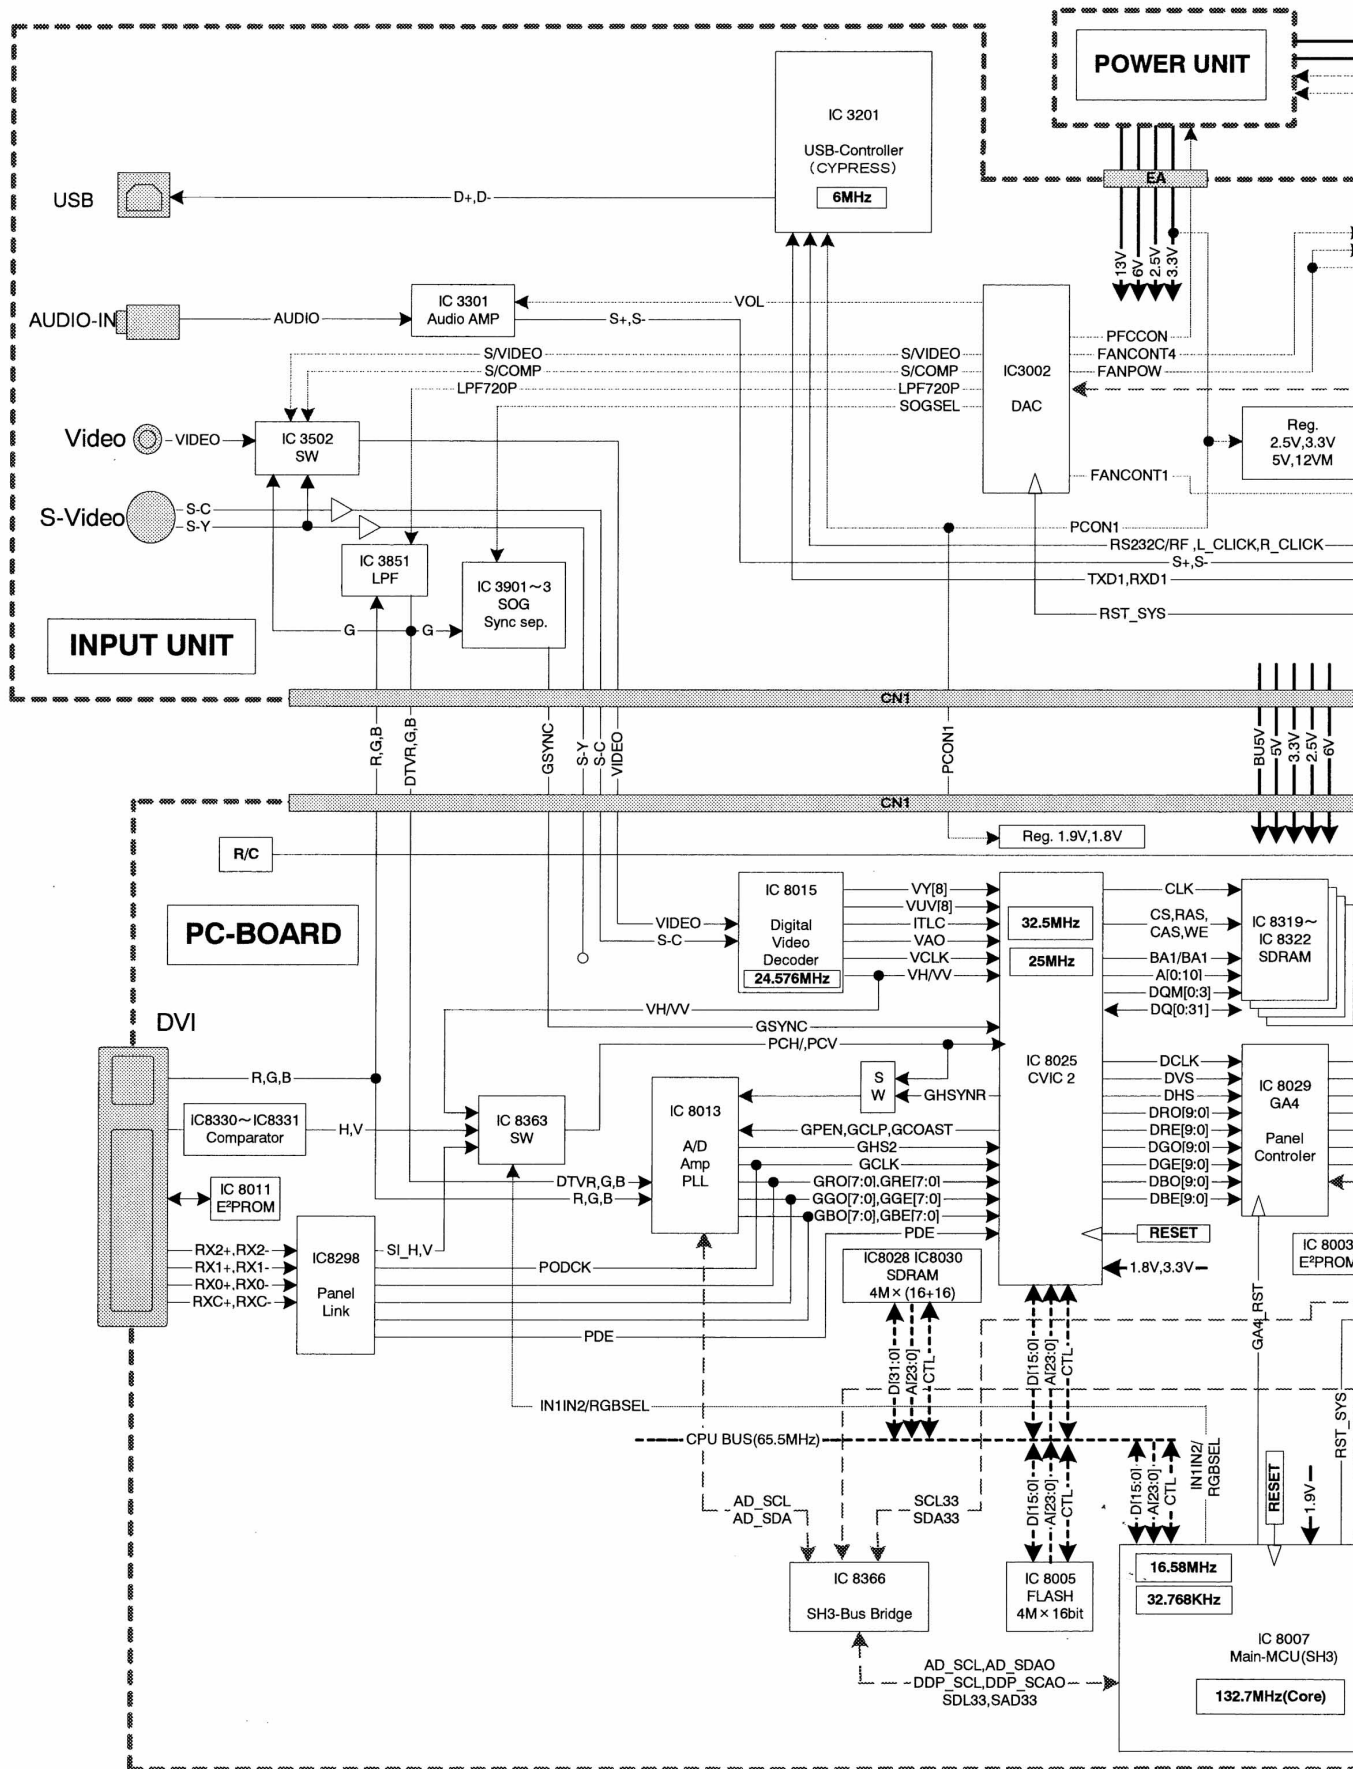 POWER UNIT
EA
13V
6V
2.5V
3.3V
IC 3201
USB-Controller
(CYPRESS)
6MHz
USB
D+,D-
AUDIO-IN
AUDIO
IC 3301
Audio AMP
VOL
S+,S-
S/VIDEO
S/COMP
LPF720P
S/VIDEO
S/COMP
LPF720P
SOGSEL
IC3002
DAC
PFCCON
FANCONT4
FANPOW
FANCONT1
Reg.
2.5V,3.3V
5V,12VM
Video
VIDEO
IC 3502
SW
S-Video
S-C
S-Y
IC 3851
LPF
IC 3901~3
SOG
Sync sep.
G
G
PCON1
RS232C/RF ,L_CLICK,R_CLICK
S+,S-
TXD1,RXD1
RST_SYS
INPUT UNIT
CN1
R,G,B
DTVR,G,B
GSYNC
S-Y
S-C
VIDEO
PCON1
BU5V
5V
3.3V
2.5V
6V
CN1
Reg. 1.9V,1.8V
R/C
PC-BOARD
VIDEO
S-C
IC 8015
Digital
Video
Decoder
24.576MHz
VY[8]
VUV[8]
ITLC
VAO
VCLK
VH/VV
32.5MHz
25MHz
IC 8025
CVIC 2
CLK
CS,RAS,
CAS,WE
BA1/BA1
A[0:10]
DQM[0:3]
DQ[0:31]
IC 8319~
IC 8322
SDRAM
VH/VV
GSYNC
PCH/,PCV
DVI
R,G,B
IC8330~IC8331
Comparator
H,V
IC 8363
SW
IC 8013
A/D
Amp
PLL
S
W
GHSYNR
GPEN,GCLP,GCOAST
GHS2
GCLK
GRO[7:0],GRE[7:0]
GGO[7:0],GGE[7:0]
GBO[7:0],GBE[7:0]
PDE
DCLK
DVS
DHS
DRO[9:0]
DRE[9:0]
DGO[9:0]
DGE[9:0]
DBO[9:0]
DBE[9:0]
IC 8029
GA4
Panel
Controler
DTVR,G,B
R,G,B
IC 8011
E²PROM
RX2+,RX2-
RX1+,RX1-
RX0+,RX0-
RXC+,RXC-
IC8298
Panel
Link
SI_H,V
PODCK
PDE
RESET
1.8V,3.3V
IC8028 IC8030
SDRAM
4M×(16+16)
IC 8003
E²PROM
D[31:0]
A[23:0]
CTL
D[15:0]
A[23:0]
CTL
GA4_RST
RST_SYS
IN1IN2/RGBSEL
CPU BUS(65.5MHz)
D[15:0]
A[23:0]
CTL
D[15:0]
A[23:0]
CTL
IN1IN2/
RGBSEL
RESET
1.9V
AD_SCL
AD_SDA
SCL33
SDA33
IC 8366
SH3-Bus Bridge
IC 8005
FLASH
4M×16bit
16.58MHz
32.768KHz
IC 8007
Main-MCU(SH3)
132.7MHz(Core)
AD_SCL,AD_SDAO
DDP_SCL,DDP_SCAO
SDL33,SAD33